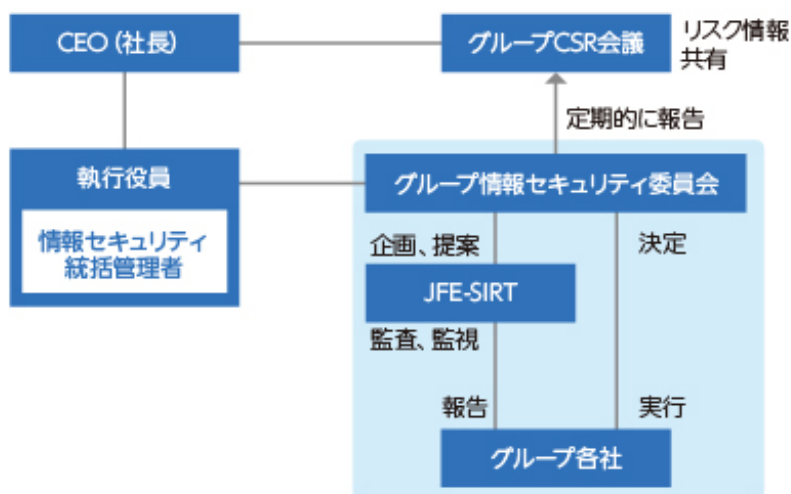 CEO（社長）
グループCSR会議
リスク情報
共有
定期的に報告
執行役員
情報セキュリティ
統括管理者
グループ情報セキュリティ委員会
企画、提案
決定
JFE-SIRT
監査、監視
報告
実行
グループ各社